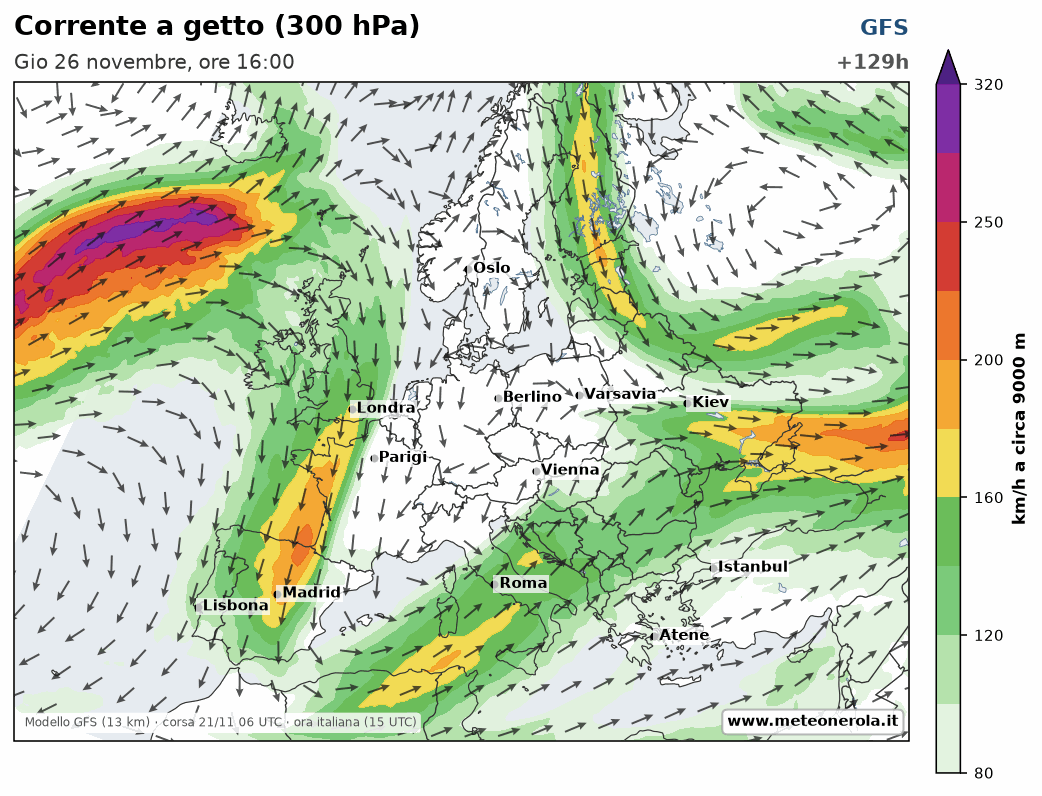 Corrente a getto (300 hPa)
GFS
Gio 26 novembre, ore 16:00
+129h
320
250
200
160
120
80
km/h a circa 9000 m
Oslo
Berlino
Varsavia
Kiev
Londra
Parigi
Vienna
Istanbul
Roma
Madrid
Lisbona
Atene
Modello GFS (13 km) · corsa 21/11 06 UTC · ora italiana (15 UTC)
www.meteonerola.it